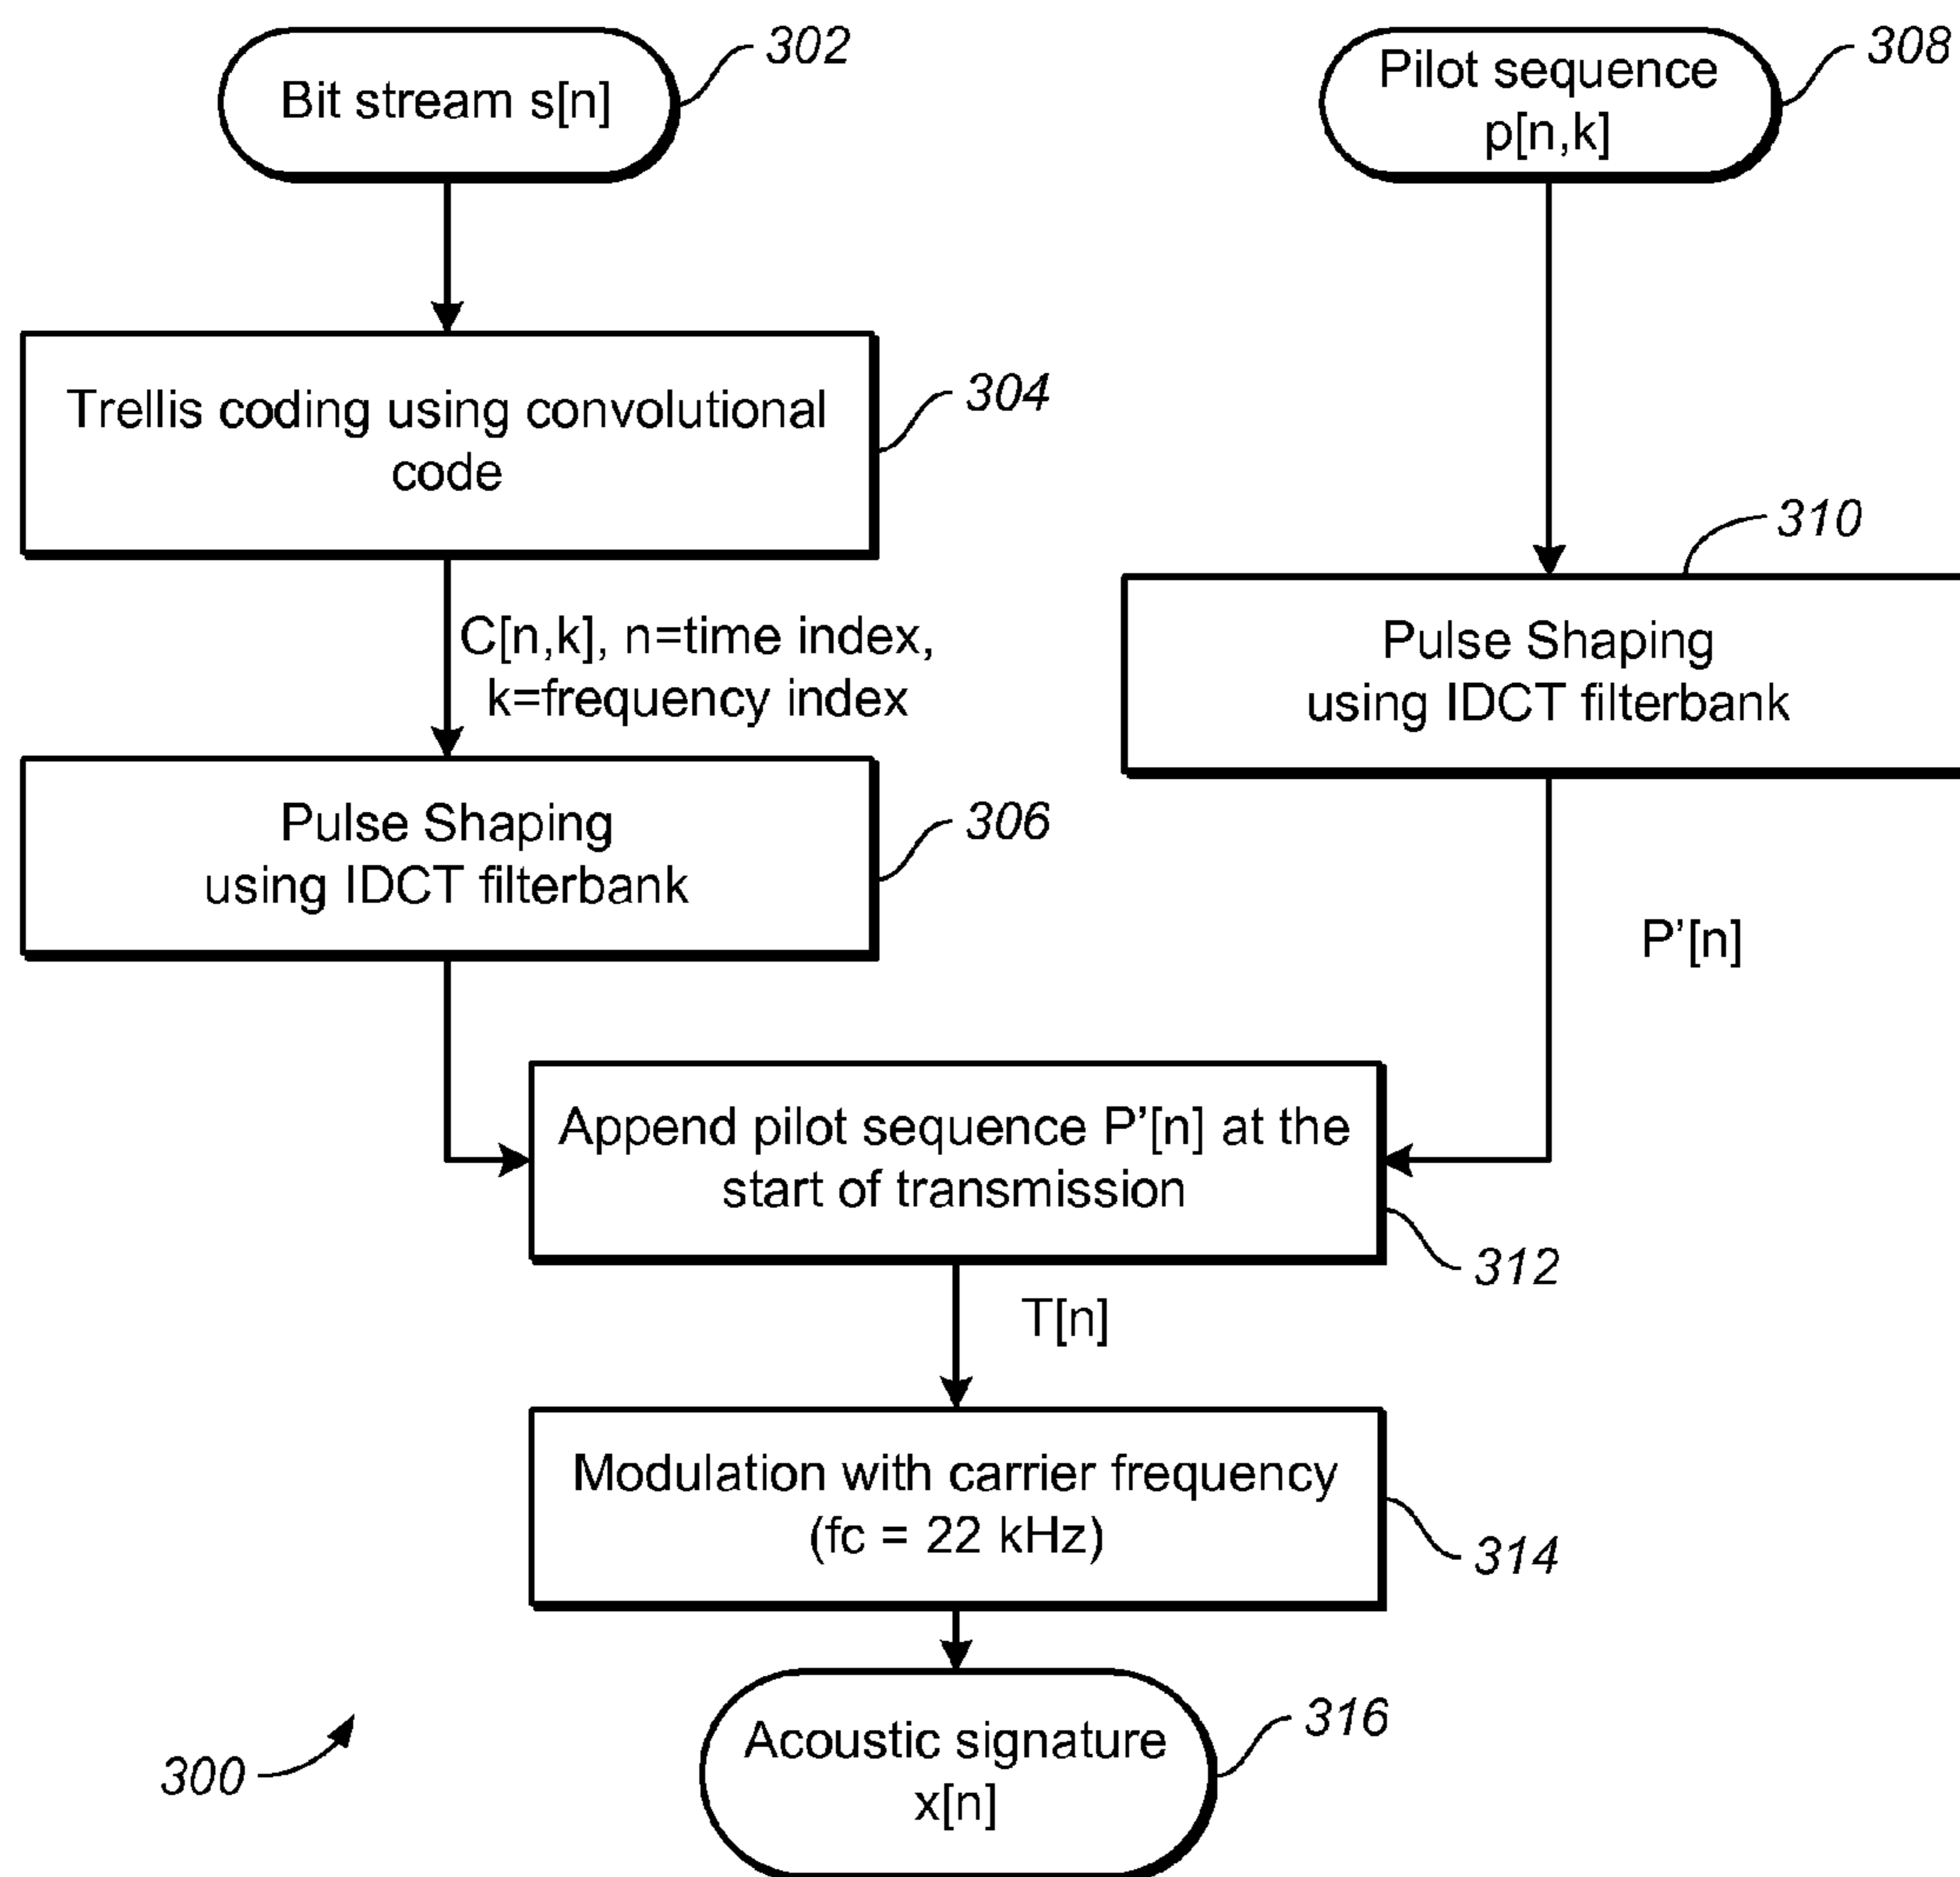 Bit stream s[n]
302
Pilot sequence
p[n,k]
308
Trellis coding using convolutional
code
304
C[n,k], n=time index,
k=frequency index
310
Pulse Shaping
using IDCT filterbank
Pulse Shaping
using IDCT filterbank
306
P'[n]
Append pilot sequence P'[n] at the
start of transmission
312
T[n]
Modulation with carrier frequency
(fc = 22 kHz)
314
Acoustic signature
x[n]
316
300